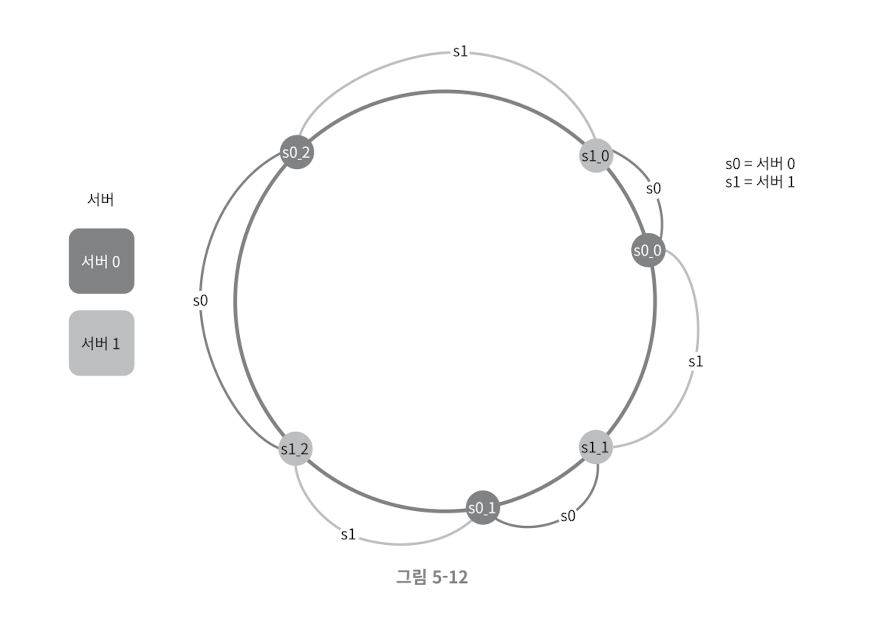 s1
s0_2
s1_0
s0
s0 = 서버 0
s1 = 서버 1
서버
s0_0
서버 0
s0
서버 1
s1
s1_2
s1_1
s0_1
s0
s1
그림 5-12